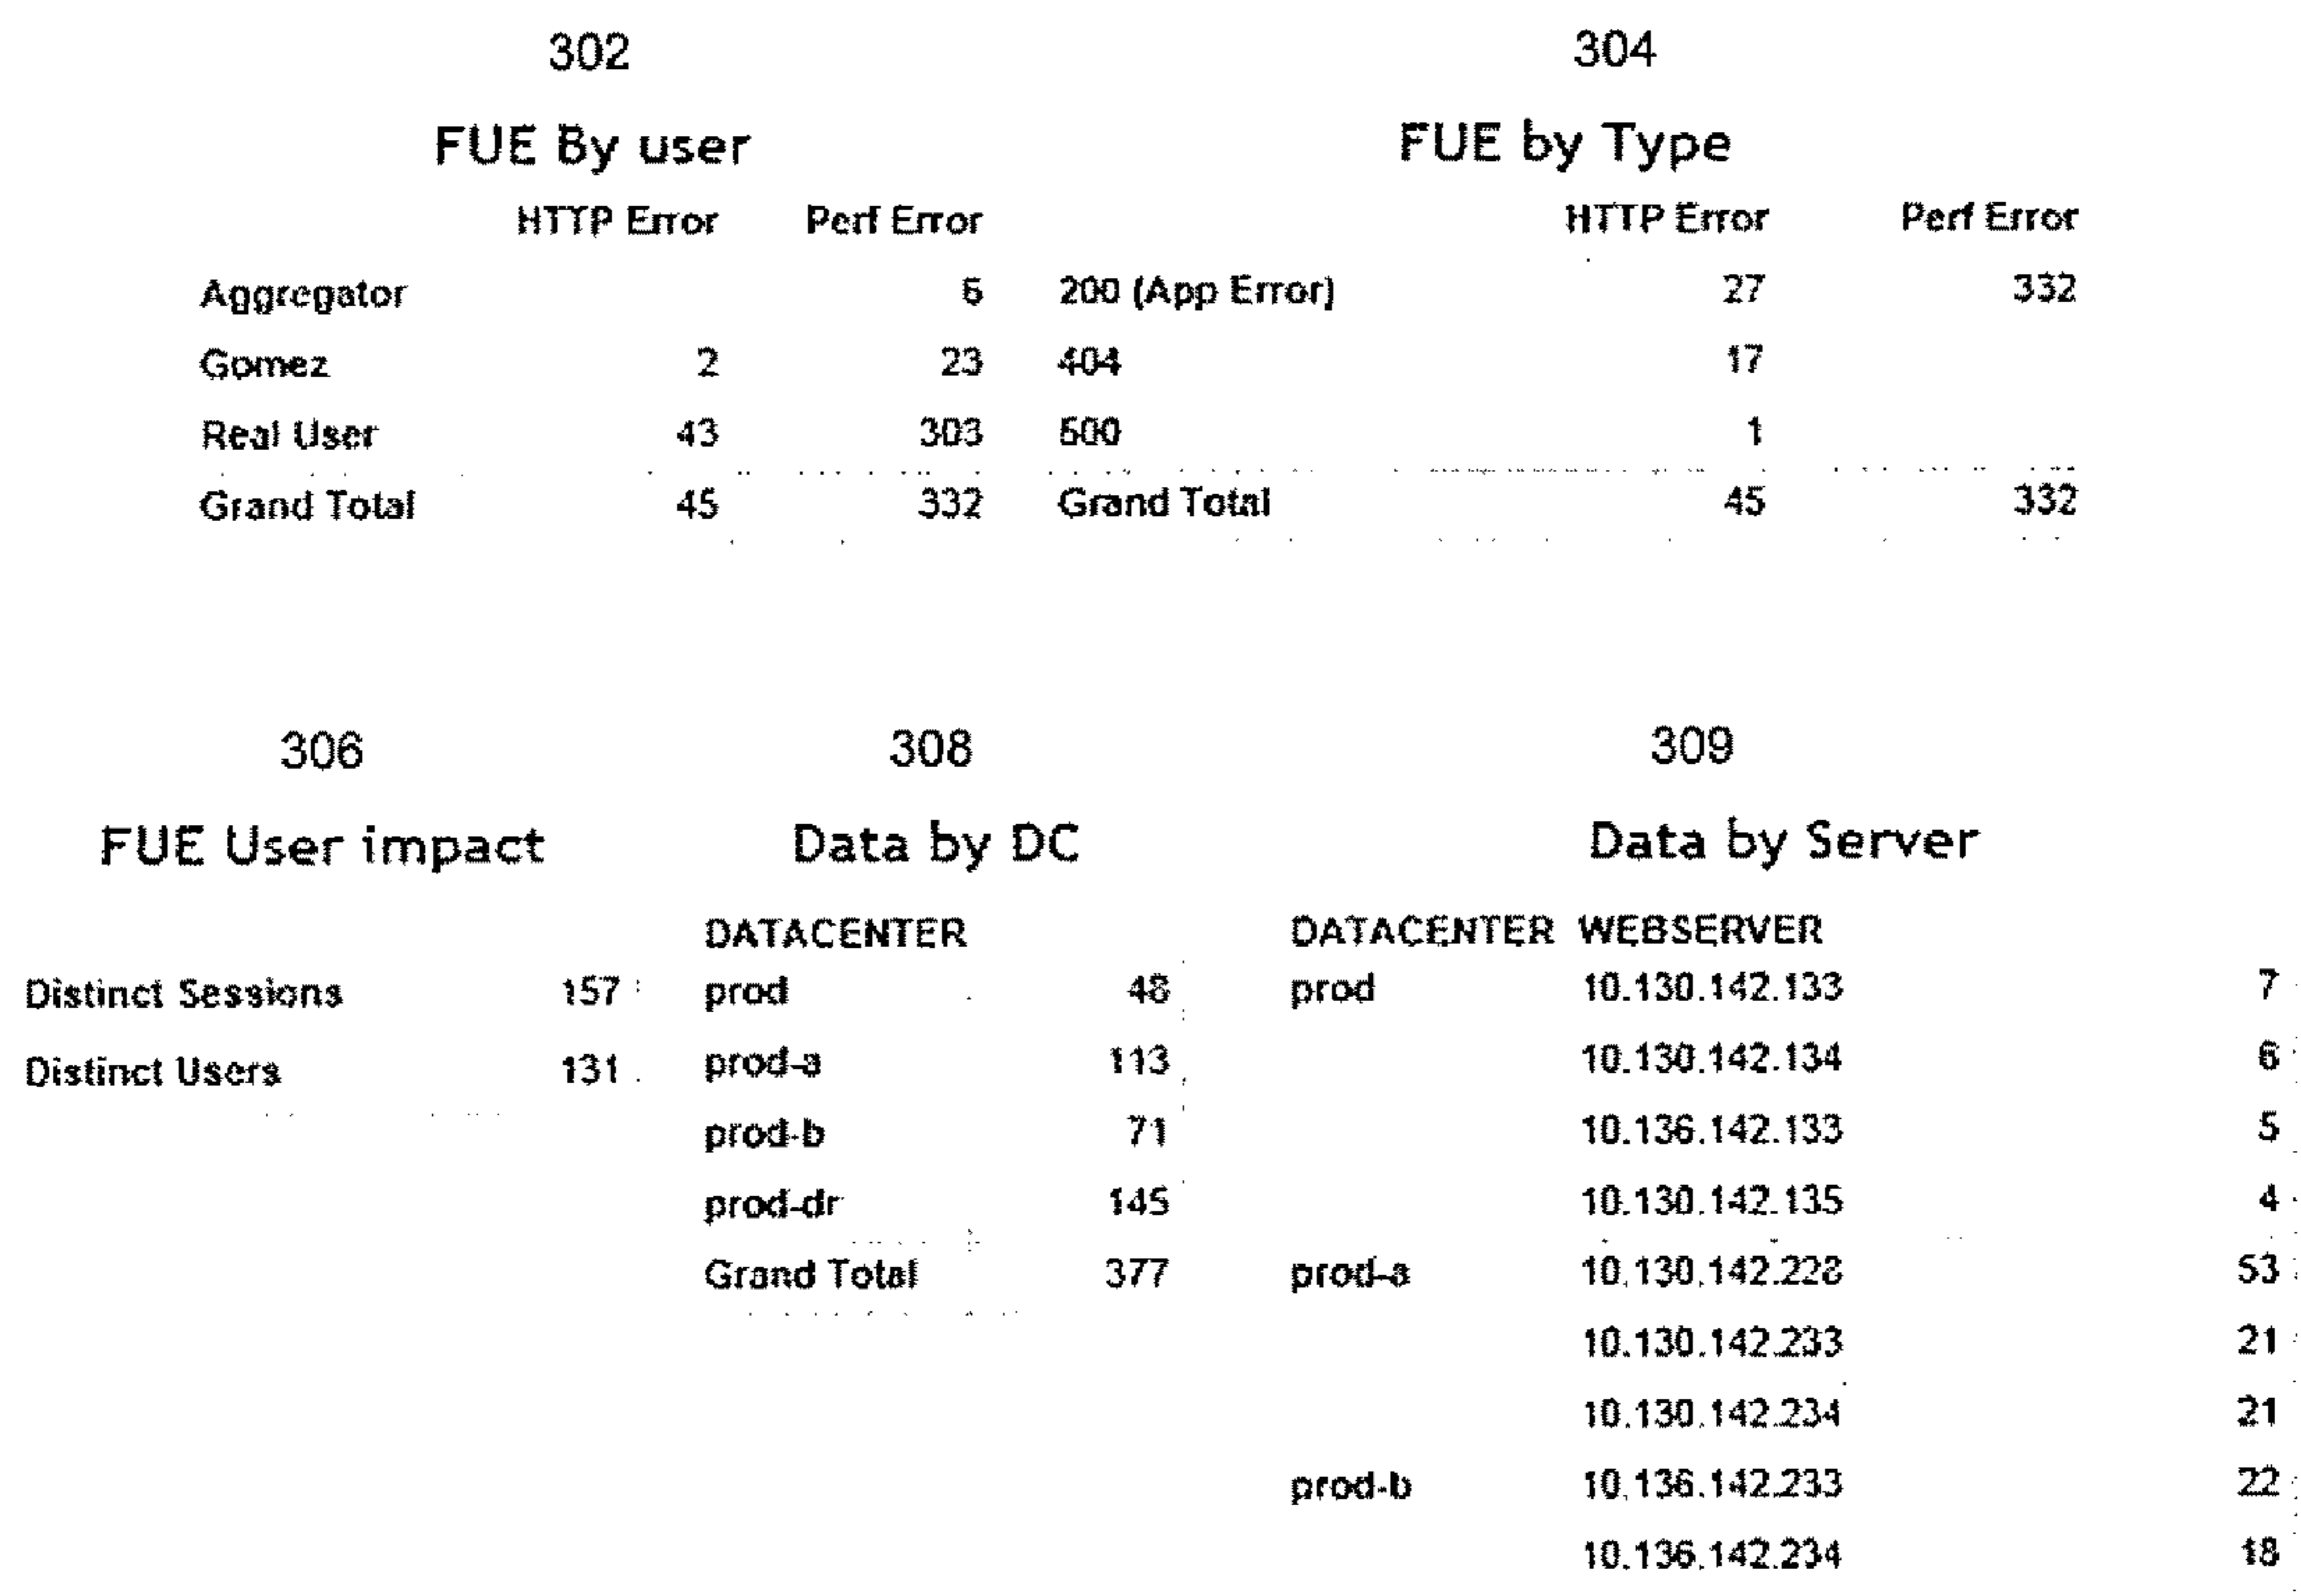 302 304
FUE By user FUE by Type
HTTP Error Perf Error HTTP Error Perf Error
Aggregator 6 200 (App Error) 27 332
Gomez 2 23 404 17
Real User 43 303 500 1
Grand Total 45 332 Grand Total 45 332
306 308 309
FUE User impact Data by DC Data by Server
DATACENTER DATACENTER WEBSERVER
Distinct Sessions 157 prod 48 prod 10.130.142.133 7
Distinct Users 131 prod-a 113 10.130.142.134 6
prod-b 71 10.136.142.133 5
prod-dr 145 10.130.142.135 4
Grand Total 377 prod-a 10.130.142.228 53
10.130.142.233 21
10.130.142.234 21
prod-b 10.136.142.233 22
10.136.142.234 18